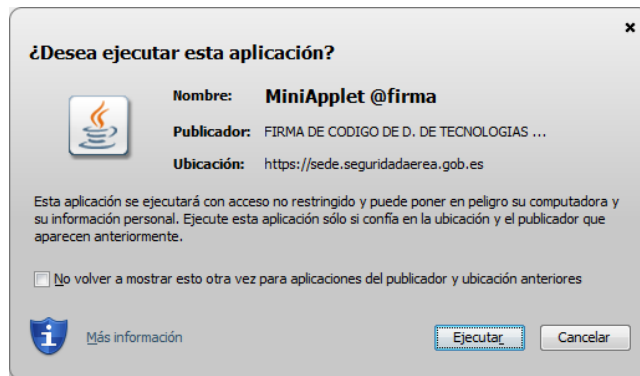 ¿Desea ejecutar esta aplicación?
Nombre: MiniApplet @firma
Publicador: FIRMA DE CODIGO DE D. DE TECNOLOGIAS ...
Ubicación: https://sede.seguridadaerea.gob.es
Esta aplicación se ejecutará con acceso no restringido y puede poner en peligro su computadora y
su información personal. Ejecute esta aplicación sólo si confía en la ubicación y el publicador que
aparecen anteriormente.
No volver a mostrar esto otra vez para aplicaciones del publicador y ubicación anteriores
Más información
Ejecutar
Cancelar